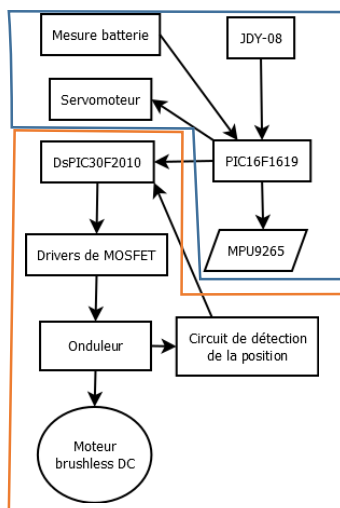 Mesure batterie
JDY-08
Servomoteur
DsPIC30F2010
PIC16F1619
Drivers de MOSFET
MPU9265
Onduleur
Circuit de détection
de la position
Moteur
brushless DC